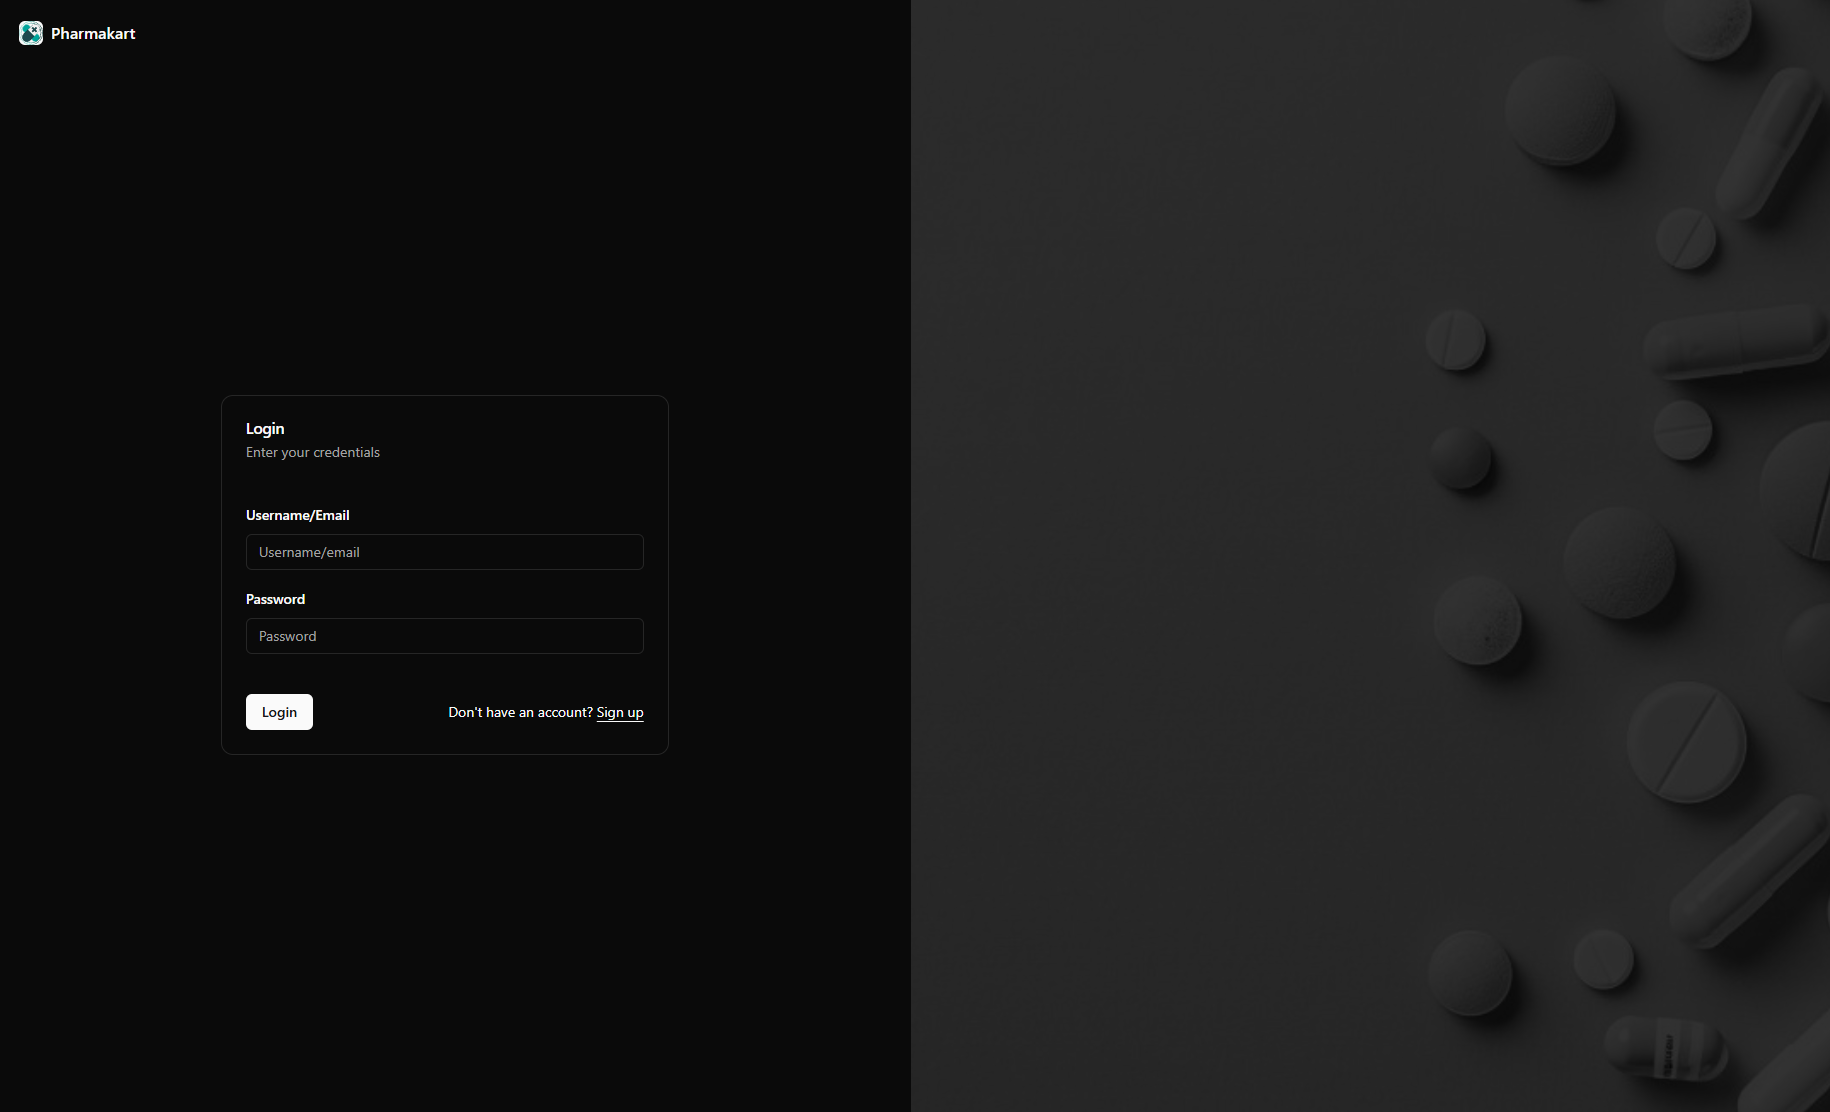 Pharmakart
Login
Enter your credentials
Username/Email
Username/email
Password
Password
Login
Don't have an account? Sign up